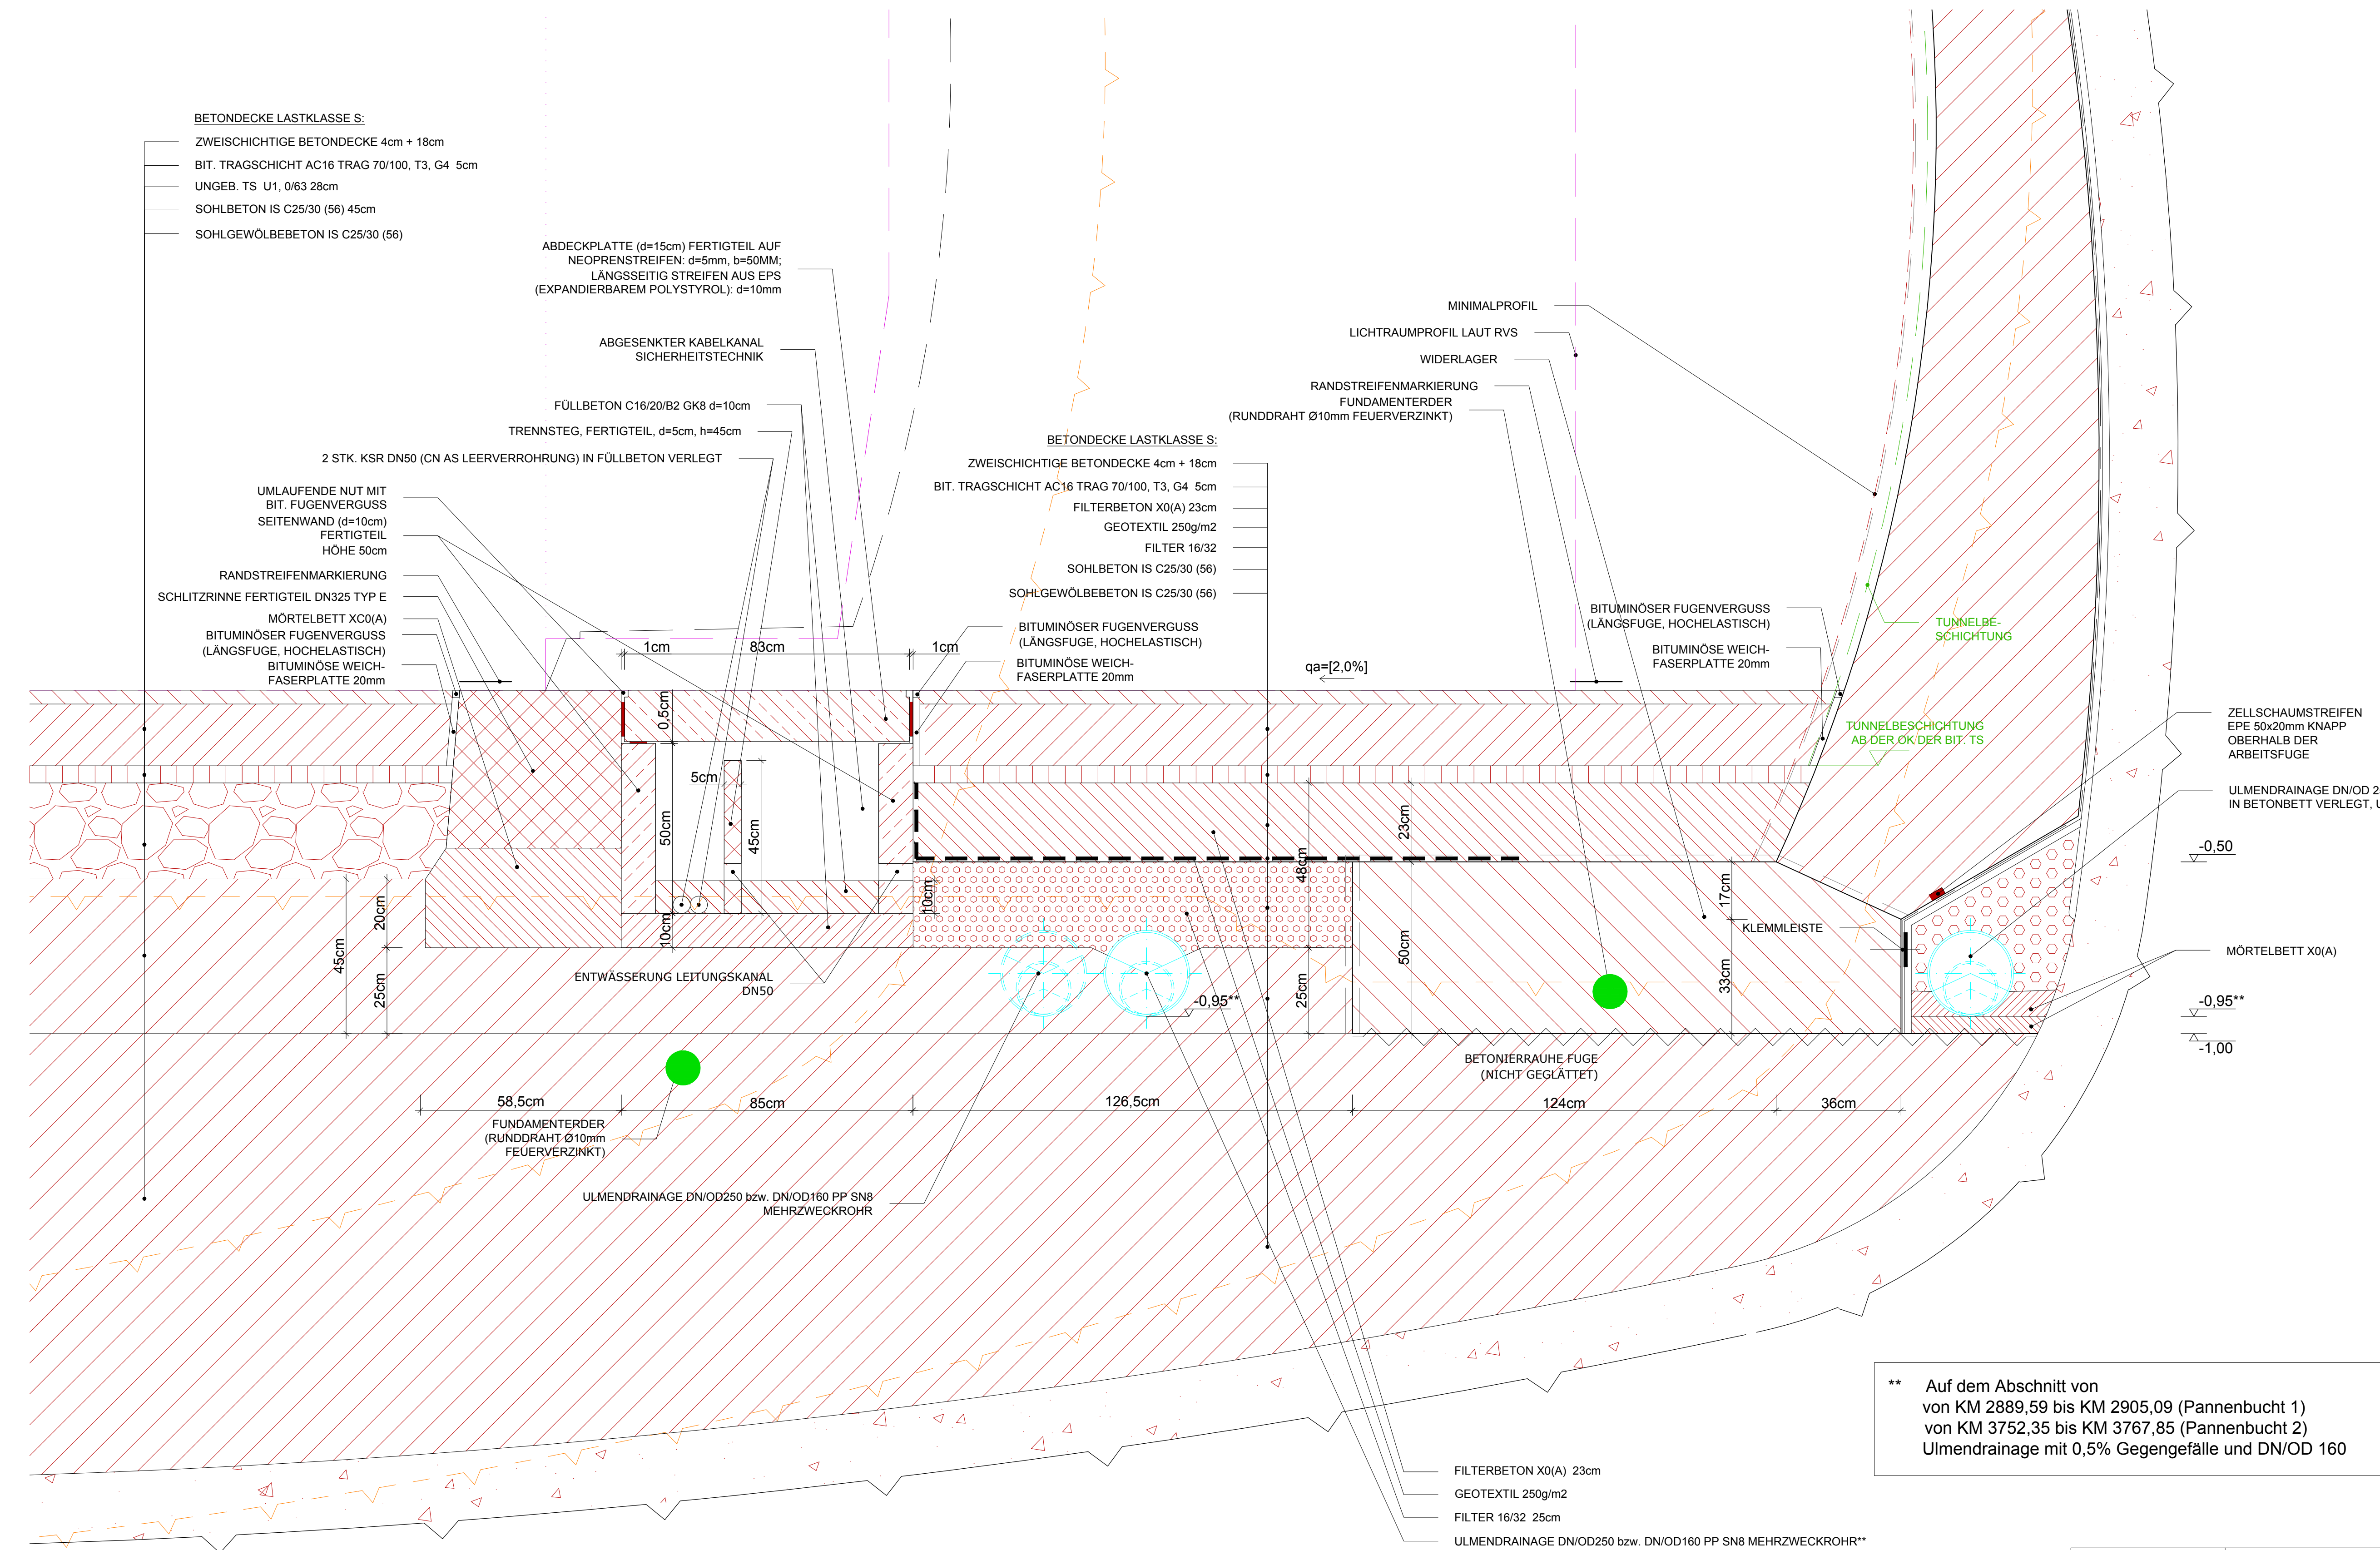 BETONDECKE LASTKLASSE S:
ZWEISCHICHTIGE BETONDECKE 4cm + 18cm
BIT. TRAGSCHICHT AC16 TRAG 70/100, T3, G4 5cm
UNGEB. TS U1, 0/63 28cm
SOHLBETON IS C25/30 (56) 45cm
SOHLGEWÖLBEBETON IS C25/30 (56)
ABDECKPLATTE (d=15cm) FERTIGTEIL AUF
NEOPRENSTREIFEN: d=5mm, b=50MM;
LÄNGSSEITIG STREIFEN AUS EPS
(EXPANDIERBAREM POLYSTYROL): d=10mm
ABGESENKTER KABELKANAL
SICHERHEITSTECHNIK
FÜLLBETON C16/20/B2 GK8 d=10cm
TRENNSTEG, FERTIGTEIL, d=5cm, h=45cm
2 STK. KSR DN50 (CN AS LEERVERROHRUNG) IN FÜLLBETON VERLEGT
UMLAUFENDE NUT MIT
BIT. FUGENVERGUSS
SEITENWAND (d=10cm)
FERTIGTEIL
HÖHE 50cm
RANDSTREIFENMARKIERUNG
SCHLITZRINNE FERTIGTEIL DN325 TYP E
MÖRTELBETT XC0(A)
BITUMINÖSER FUGENVERGUSS
(LÄNGSFUGE, HOCHELASTISCH)
BITUMINÖSE WEICH-
FASERPLATTE 20mm
MINIMALPROFIL
LICHTRAUMPROFIL LAUT RVS
WIDERLAGER
RANDSTREIFENMARKIERUNG
FUNDAMENTERDER
(RUNDDRAHT Ø10mm FEUERVERZINKT)
BETONDECKE LASTKLASSE S:
ZWEISCHICHTIGE BETONDECKE 4cm + 18cm
BIT. TRAGSCHICHT AC16 TRAG 70/100, T3, G4 5cm
FILTERBETON X0(A) 23cm
GEOTEXTIL 250g/m2
FILTER 16/32
SOHLBETON IS C25/30 (56)
SOHLGEWÖLBEBETON IS C25/30 (56)
BITUMINÖSER FUGENVERGUSS
(LÄNGSFUGE, HOCHELASTISCH)
BITUMINÖSE WEICH-
FASERPLATTE 20mm
BITUMINÖSER FUGENVERGUSS
(LÄNGSFUGE, HOCHELASTISCH)
BITUMINÖSE WEICH-
FASERPLATTE 20mm
TUNNELBE-
SCHICHTUNG
TUNNELBESCHICHTUNG
AB DER OK DER BIT. TS
1cm
83cm
1cm
qa=[2,0%]
0,5cm
5cm
50cm
45cm
10cm
10cm
45cm
20cm
25cm
48cm
25cm
23cm
50cm
17cm
33cm
KLEMMLEISTE
ZELLSCHAUMSTREIFEN
EPE 50x20mm KNAPP
OBERHALB DER
ARBEITSFUGE
ULMENDRAINAGE DN/OD 2
IN BETONBETT VERLEGT,
-0,50
MÖRTELBETT X0(A)
-0,95**
-1,00
ENTWÄSSERUNG LEITUNGSKANAL
DN50
-0,95**
BETONIERRAUHE FUGE
(NICHT GEGLÄTTET)
58,5cm
85cm
126,5cm
124cm
36cm
FUNDAMENTERDER
(RUNDDRAHT Ø10mm
FEUERVERZINKT)
ULMENDRAINAGE DN/OD250 bzw. DN/OD160 PP SN8
MEHRZWECKROHR
** Auf dem Abschnitt von
von KM 2889,59 bis KM 2905,09 (Pannenbucht 1)
von KM 3752,35 bis KM 3767,85 (Pannenbucht 2)
Ulmendrainage mit 0,5% Gegengefälle und DN/OD 160
FILTERBETON X0(A) 23cm
GEOTEXTIL 250g/m2
FILTER 16/32 25cm
ULMENDRAINAGE DN/OD250 bzw. DN/OD160 PP SN8 MEHRZWECKROHR**